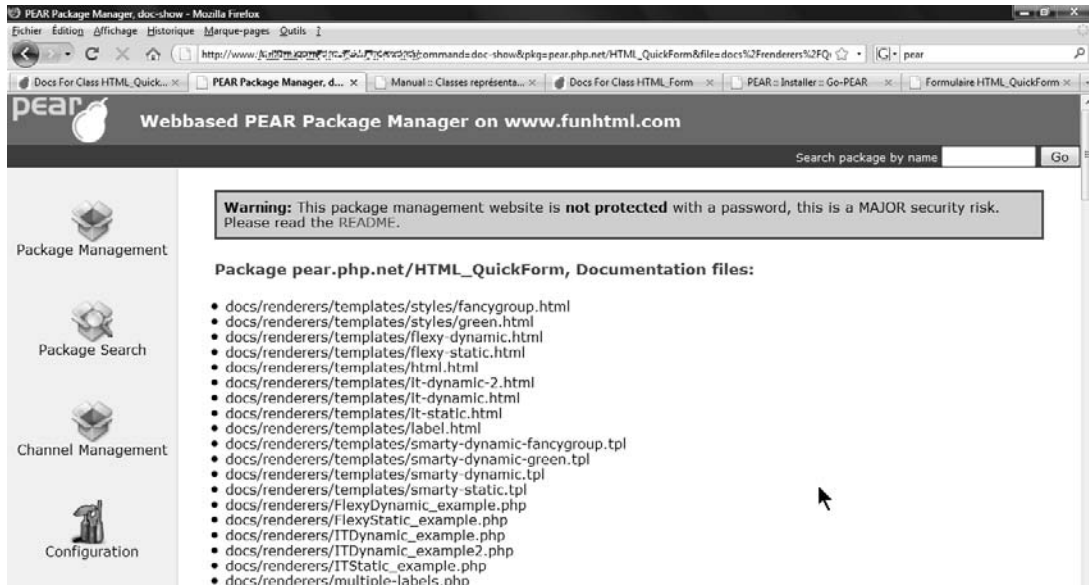 PEAR Package Manager, doc-show - Mozilla Firefox
Fichier Édition Affichage Historique Marque-pages Outils ?
http://www. command=doc-show&pkg=pear.php.net/HTML_QuickForm&file=docs%2Frenderers%2FQ
G pear
Docs For Class HTML_Quick... PEAR Package Manager, d... Manual :: Classes représenta... Docs For Class HTML_Form PEAR :: Installer :: Go-PEAR Formulaire HTML_QuickForm
pear
Webbased PEAR Package Manager on www.funhtml.com
Search package by name Go
Warning: This package management website is not protected with a password, this is a MAJOR security risk.
Please read the README.
Package Management
Package pear.php.net/HTML_QuickForm, Documentation files:
• docs/renderers/templates/styles/fancygroup.html
• docs/renderers/templates/styles/green.html
• docs/renderers/templates/flexy-dynamic.html
Package Search
• docs/renderers/templates/flexy-static.html
• docs/renderers/templates/html.html
• docs/renderers/templates/it-dynamic-2.html
• docs/renderers/templates/it-dynamic.html
• docs/renderers/templates/it-static.html
• docs/renderers/templates/label.html
Channel Management
• docs/renderers/templates/smarty-dynamic-fancygroup.tpl
• docs/renderers/templates/smarty-dynamic-green.tpl
• docs/renderers/templates/smarty-dynamic.tpl
• docs/renderers/templates/smarty-static.tpl
• docs/renderers/FlexyDynamic_example.php
• docs/renderers/FlexyStatic_example.php
• docs/renderers/ITDynamic_example.php
Configuration
• docs/renderers/ITDynamic_example2.php
• docs/renderers/ITStatic_example.php
• docs/renderers/multiple-labels.php